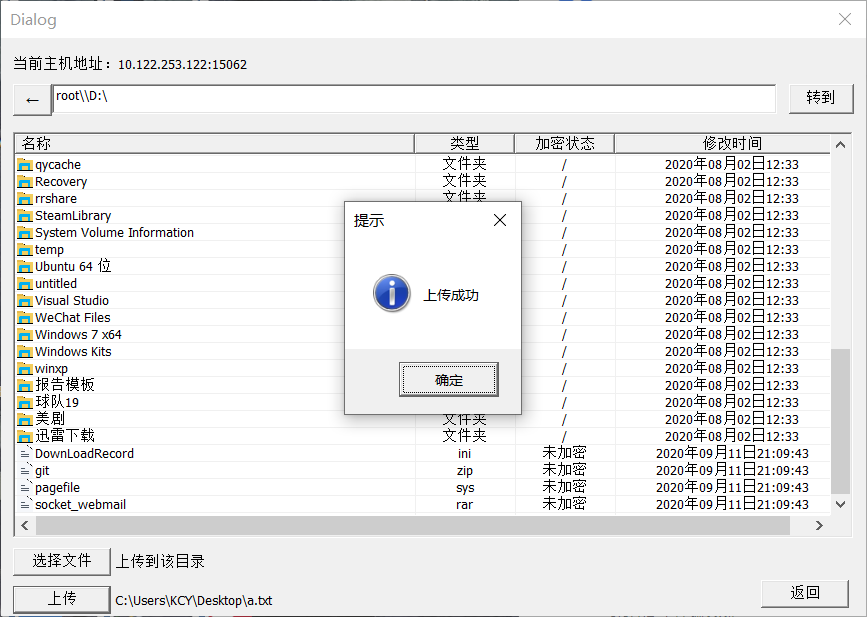 Dialog
当前主机地址： 10.122.253.122:15062
← root\\D:\ 转到
名称 类型 加密状态 修改时间
qycache 文件夹 / 2020年08月02日12:33
Recovery 文件夹 / 2020年08月02日12:33
rrshare 文件夹 / 2020年08月02日12:33
SteamLibrary / 2020年08月02日12:33
System Volume Information / 2020年08月02日12:33
temp / 2020年08月02日12:33
Ubuntu 64 位 / 2020年08月02日12:33
untitled / 2020年08月02日12:33
Visual Studio / 2020年08月02日12:33
WeChat Files / 2020年08月02日12:33
Windows 7 x64 / 2020年08月02日12:33
Windows Kits / 2020年08月02日12:33
winxp / 2020年08月02日12:33
报告模板 / 2020年08月02日12:33
球队19 / 2020年08月02日12:33
美剧 文件夹 / 2020年08月02日12:33
迅雷下载 文件夹 / 2020年08月02日12:33
DownLoadRecord ini 未加密 2020年09月11日21:09:43
git zip 未加密 2020年09月11日21:09:43
pagefile sys 未加密 2020年09月11日21:09:43
socket_webmail rar 未加密 2020年09月11日21:09:43
提示
上传成功
确定
选择文件 上传到该目录
上传 C:\Users\KCY\Desktop\a.txt
返回